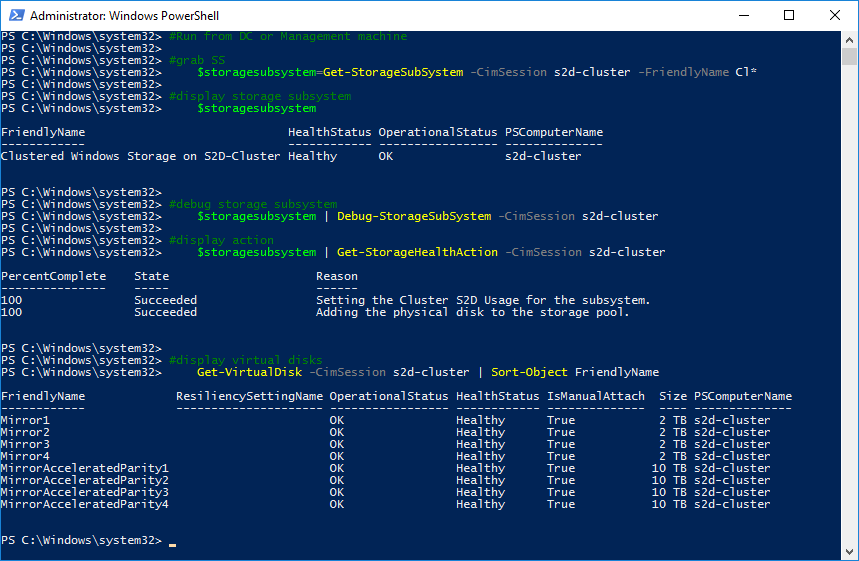 Administrator: Windows PowerShell
PS C:\Windows\system32> #Run from DC or Management machine
PS C:\Windows\system32>
PS C:\Windows\system32> #grab SS
PS C:\Windows\system32>     $storagesubsystem=Get-StorageSubSystem -CimSession s2d-cluster -FriendlyName Cl*
PS C:\Windows\system32>
PS C:\Windows\system32> #display storage subsystem
PS C:\Windows\system32>     $storagesubsystem
FriendlyName                             HealthStatus OperationalStatus PSComputerName
------------                             ------------ ----------------- --------------
Clustered Windows Storage on S2D-Cluster Healthy      OK                s2d-cluster
PS C:\Windows\system32>
PS C:\Windows\system32> #debug storage subsystem
PS C:\Windows\system32>     $storagesubsystem | Debug-StorageSubSystem -CimSession s2d-cluster
PS C:\Windows\system32>
PS C:\Windows\system32> #display action
PS C:\Windows\system32>     $storagesubsystem | Get-StorageHealthAction -CimSession s2d-cluster
PercentComplete    State                     Reason
---------------    -----                     ------
100                Succeeded                 Setting the Cluster S2D Usage for the subsystem.
100                Succeeded                 Adding the physical disk to the storage pool.
PS C:\Windows\system32>
PS C:\Windows\system32> #display virtual disks
PS C:\Windows\system32>     Get-VirtualDisk -CimSession s2d-cluster | Sort-Object FriendlyName
FriendlyName             ResiliencySettingName OperationalStatus HealthStatus IsManualAttach  Size PSComputerName
------------             --------------------- ----------------- ------------ --------------  ---- --------------
Mirror1                                        OK                Healthy      True            2 TB s2d-cluster
Mirror2                                        OK                Healthy      True            2 TB s2d-cluster
Mirror3                                        OK                Healthy      True            2 TB s2d-cluster
Mirror4                                        OK                Healthy      True            2 TB s2d-cluster
MirrorAcceleratedParity1                       OK                Healthy      True           10 TB s2d-cluster
MirrorAcceleratedParity2                       OK                Healthy      True           10 TB s2d-cluster
MirrorAcceleratedParity3                       OK                Healthy      True           10 TB s2d-cluster
MirrorAcceleratedParity4                       OK                Healthy      True           10 TB s2d-cluster
PS C:\Windows\system32> _